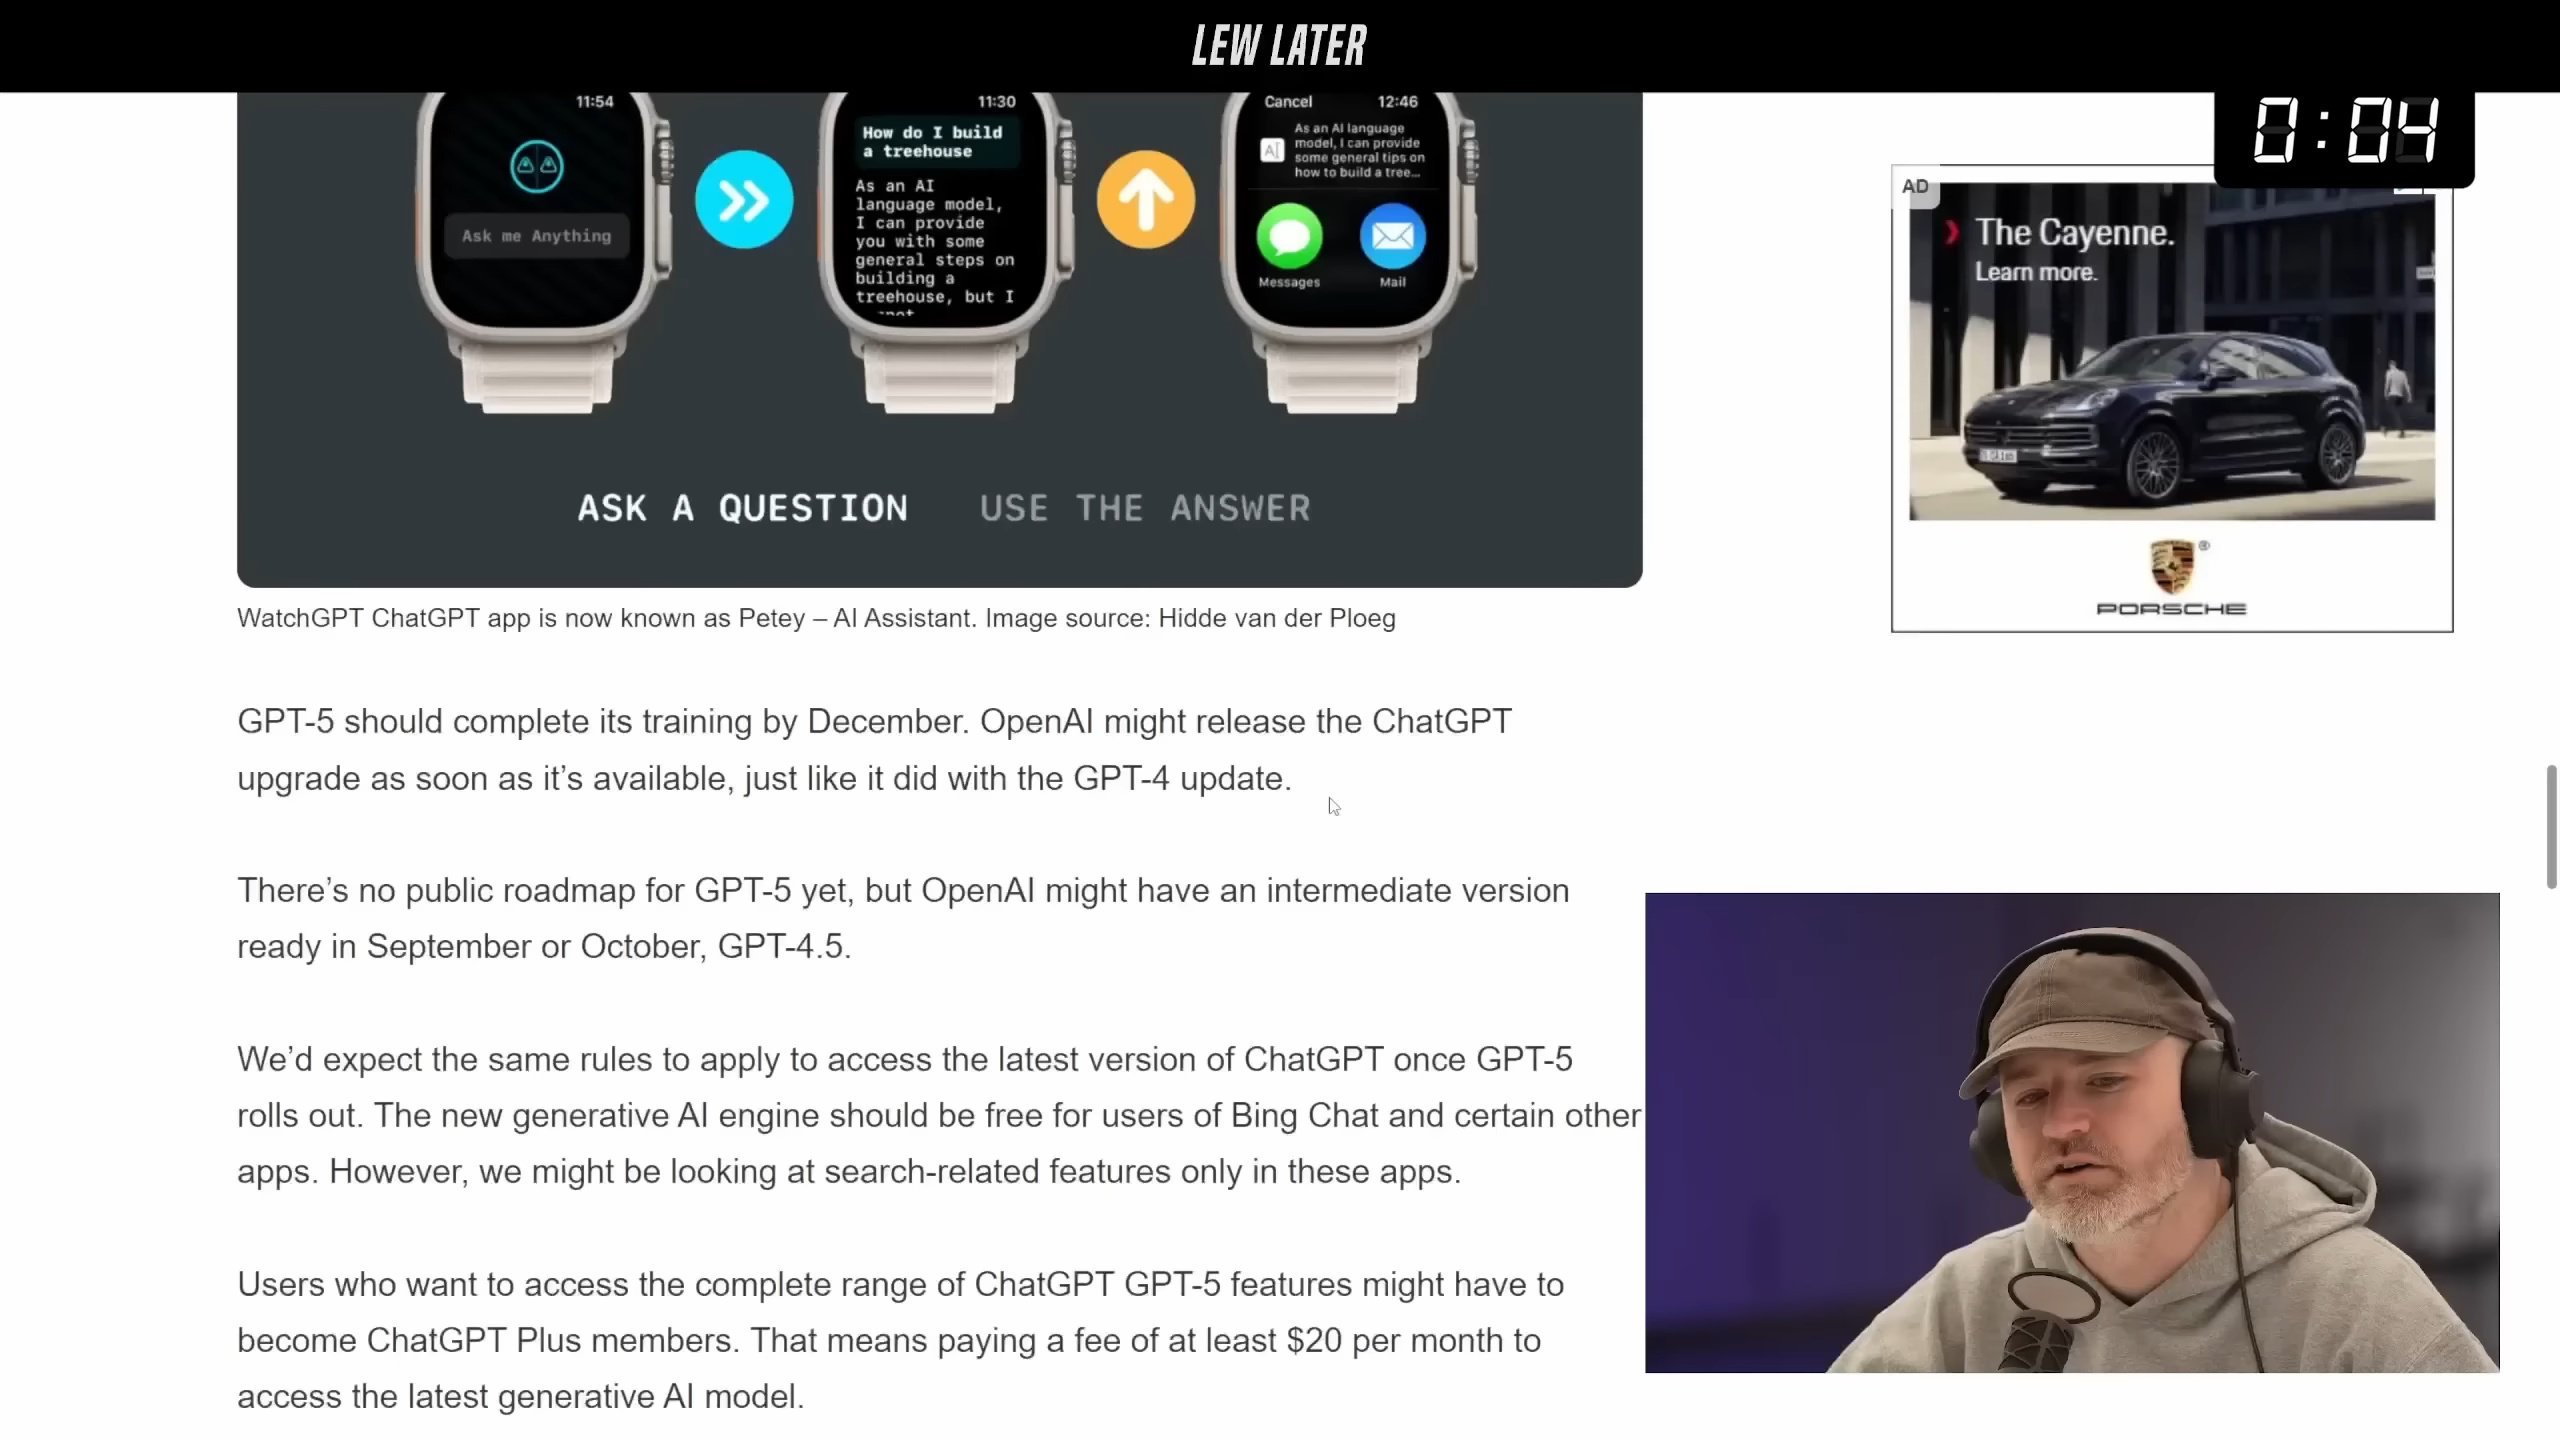 LEW LATER
0:04
11:54
Ask me Anything
11:30
How do I build
a treehouse
As an AI
language model,
I can provide
you with some
general steps on
building a
treehouse, but I
Cancel 12:46
AI
As an AI language
model, I can provide
some general tips on
how to build a tree...
Messages
Mail
ASK A QUESTION USE THE ANSWER
AD
The Cayenne.
Learn more.
PORSCHE
WatchGPT ChatGPT app is now known as Petey – AI Assistant. Image source: Hidde van der Ploeg
GPT-5 should complete its training by December. OpenAI might release the ChatGPT
upgrade as soon as it’s available, just like it did with the GPT-4 update.
There’s no public roadmap for GPT-5 yet, but OpenAI might have an intermediate version
ready in September or October, GPT-4.5.
We’d expect the same rules to apply to access the latest version of ChatGPT once GPT-5
rolls out. The new generative AI engine should be free for users of Bing Chat and certain other
apps. However, we might be looking at search-related features only in these apps.
Users who want to access the complete range of ChatGPT GPT-5 features might have to
become ChatGPT Plus members. That means paying a fee of at least $20 per month to
access the latest generative AI model.